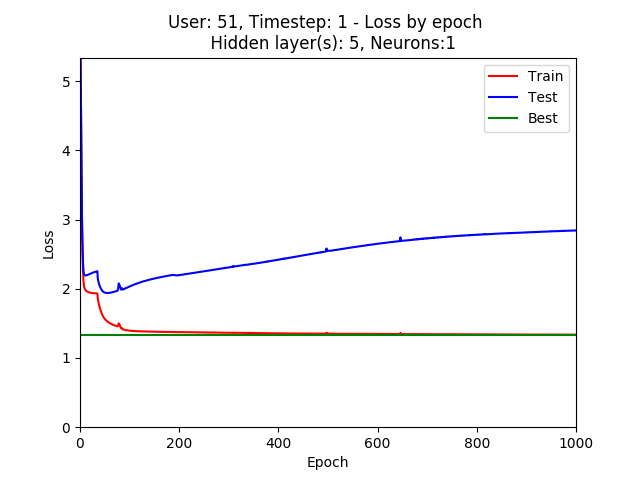 User: 51, Timestep: 1 - Loss by epoch
Hidden layer(s): 5, Neurons:1
Train
Test
Best
Loss
5
4
3
2
1
0
0 200 400 600 800 1000
Epoch